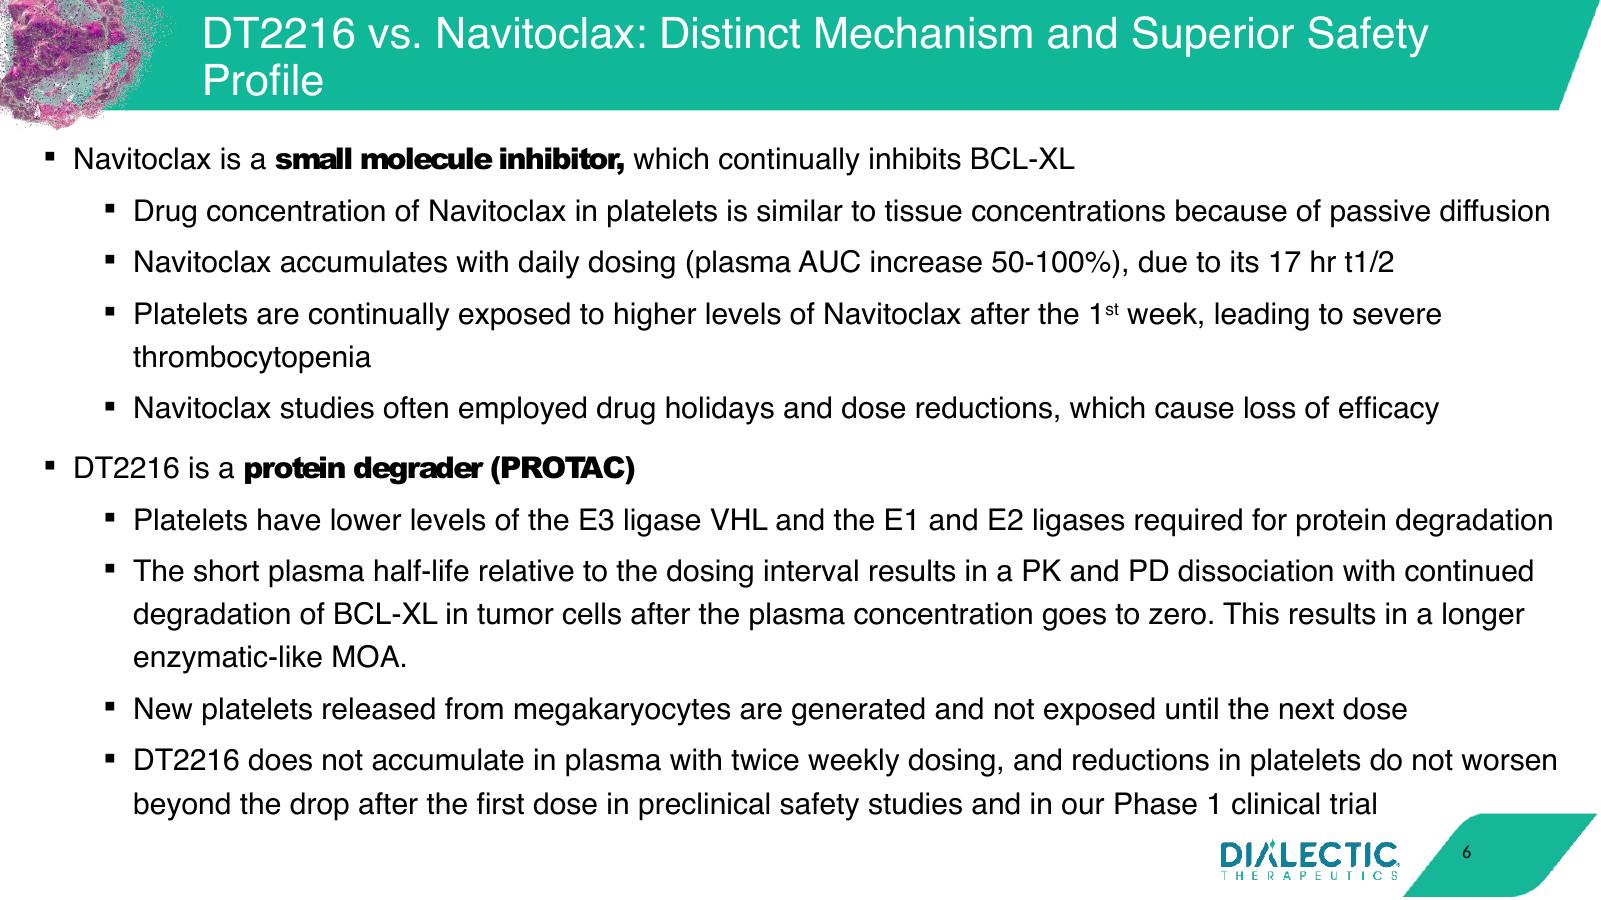 DT2216 vs. Navitoclax: Distinct Mechanism and Superior Safety
Profile
▪ Navitoclax is a small molecule inhibitor, which continually inhibits BCL-XL
▪ Drug concentration of Navitoclax in platelets is similar to tissue concentrations because of passive diffusion
▪ Navitoclax accumulates with daily dosing (plasma AUC increase 50-100%), due to its 17 hr t1/2
▪ Platelets are continually exposed to higher levels of Navitoclax after the 1st week, leading to severe
thrombocytopenia
▪ Navitoclax studies often employed drug holidays and dose reductions, which cause loss of efficacy
▪ DT2216 is a protein degrader (PROTAC)
▪ Platelets have lower levels of the E3 ligase VHL and the E1 and E2 ligases required for protein degradation
▪ The short plasma half-life relative to the dosing interval results in a PK and PD dissociation with continued
degradation of BCL-XL in tumor cells after the plasma concentration goes to zero. This results in a longer
enzymatic-like MOA.
▪ New platelets released from megakaryocytes are generated and not exposed until the next dose
▪ DT2216 does not accumulate in plasma with twice weekly dosing, and reductions in platelets do not worsen
beyond the drop after the first dose in preclinical safety studies and in our Phase 1 clinical trial
DIALECTIC
THERAPEUTICS
6